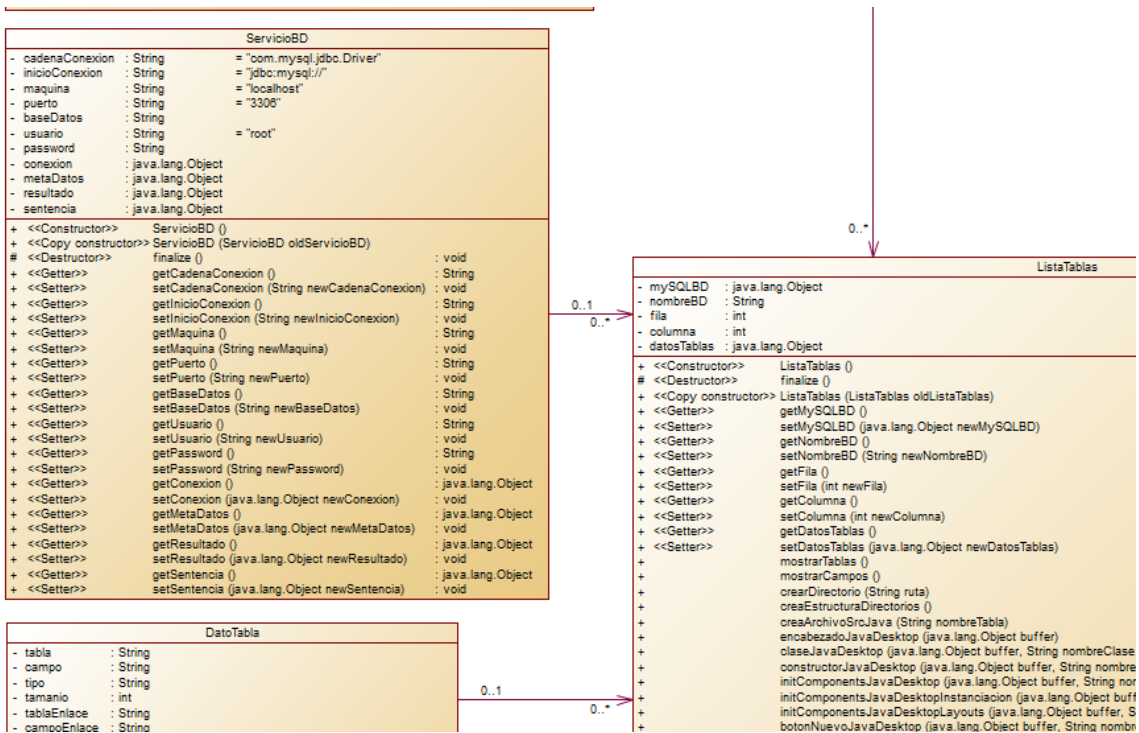 ServicioBD
- cadenaConexion : String = "com.mysql.jdbc.Driver"
- inicioConexion : String = "jdbc:mysql://"
- maquina : String = "localhost"
- puerto : String = "3306"
- baseDatos : String
- usuario : String = "root"
- password : String
- conexion : java.lang.Object
- metaDatos : java.lang.Object
- resultado : java.lang.Object
- sentencia : java.lang.Object
+ <<Constructor>> ServicioBD ()
+ <<Copy constructor>> ServicioBD (ServicioBD oldServicioBD)
# <<Destructor>> finalize () : void
+ <<Getter>> getCadenaConexion () : String
+ <<Setter>> setCadenaConexion (String newCadenaConexion) : void
+ <<Getter>> getInicioConexion () : String
+ <<Setter>> setInicioConexion (String newInicioConexion) : void
+ <<Getter>> getMaquina () : String
+ <<Setter>> setMaquina (String newMaquina) : void
+ <<Getter>> getPuerto () : String
+ <<Setter>> setPuerto (String newPuerto) : void
+ <<Getter>> getBaseDatos () : String
+ <<Setter>> setBaseDatos (String newBaseDatos) : void
+ <<Getter>> getUsuario () : String
+ <<Setter>> setUsuario (String newUsuario) : void
+ <<Getter>> getPassword () : String
+ <<Setter>> setPassword (String newPassword) : void
+ <<Getter>> getConexion () : java.lang.Object
+ <<Setter>> setConexion (java.lang.Object newConexion) : void
+ <<Getter>> getMetaDatos () : java.lang.Object
+ <<Setter>> setMetaDatos (java.lang.Object newMetaDatos) : void
+ <<Getter>> getResultado () : java.lang.Object
+ <<Setter>> setResultado (java.lang.Object newResultado) : void
+ <<Getter>> getSentencia () : java.lang.Object
+ <<Setter>> setSentencia (java.lang.Object newSentencia) : void
0..1
0..*
0..*
ListaTablas
- mySQLBD : java.lang.Object
- nombreBD : String
- fila : int
- columna : int
- datosTablas : java.lang.Object
+ <<Constructor>> ListaTablas ()
# <<Destructor>> finalize ()
+ <<Copy constructor>> ListaTablas (ListaTablas oldListaTablas)
+ <<Getter>> getMySQLBD ()
+ <<Setter>> setMySQLBD (java.lang.Object newMySQLBD)
+ <<Getter>> getNombreBD ()
+ <<Setter>> setNombreBD (String newNombreBD)
+ <<Getter>> getFila ()
+ <<Setter>> setFila (int newFila)
+ <<Getter>> getColumna ()
+ <<Setter>> setColumna (int newColumna)
+ <<Getter>> getDatosTablas ()
+ <<Setter>> setDatosTablas (java.lang.Object newDatosTablas)
+ mostrarTablas ()
+ mostrarCampos ()
+ crearDirectorio (String ruta)
+ creaEstructuraDirectorios ()
+ creaArchivoSrcJava (String nombreTabla)
+ encabezadoJavaDesktop (java.lang.Object buffer)
+ claseJavaDesktop (java.lang.Object buffer, String nombreClase
+ constructorJavaDesktop (java.lang.Object buffer, String nombre
+ initComponentsJavaDesktop (java.lang.Object buffer, String nor
+ initComponentsJavaDesktopInstanciacion (java.lang.Object buff
+ initComponentsJavaDesktopLayouts (java.lang.Object buffer, S
+ botonNuevoJavaDesktop (java.lang.Object buffer, String nombr
DatoTabla
- tabla : String
- campo : String
- tipo : String
- tamanio : int
- tablaEnlace : String
- campoEnlace : String
0..1
0..*